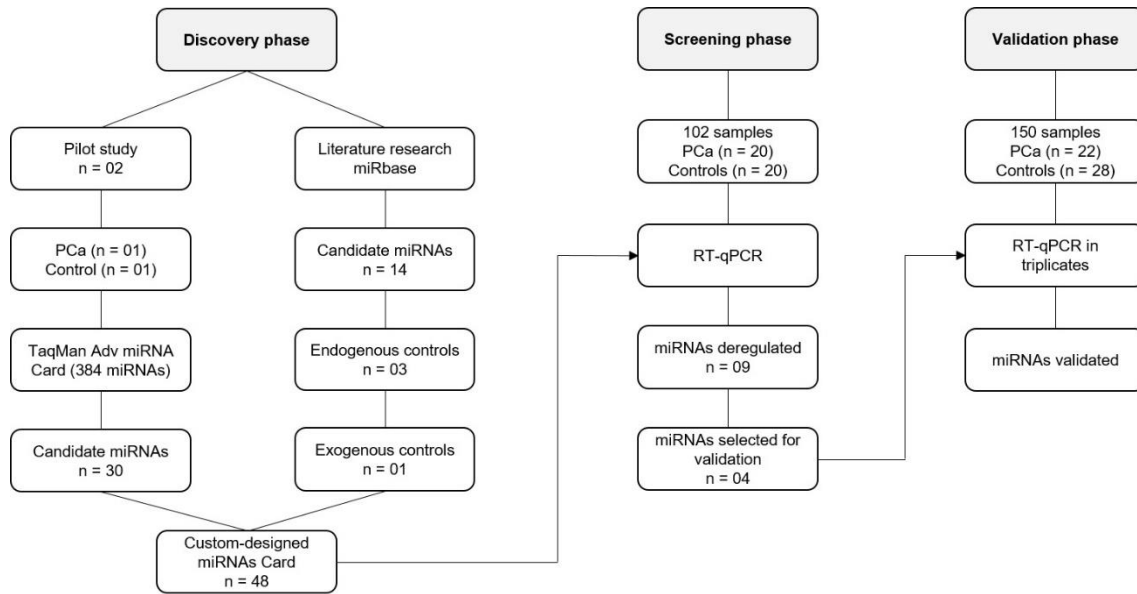 Discovery phase
Pilot study
n = 02
PCa (n = 01)
Control (n = 01)
TaqMan Adv miRNA
Card (384 miRNAs)
Candidate miRNAs
n = 30
Literature research
miRbase
Candidate miRNAs
n = 14
Endogenous controls
n = 03
Exogenous controls
n = 01
Custom-designed
miRNAs Card
n = 48
Screening phase
102 samples
PCa (n = 20)
Controls (n = 20)
RT-qPCR
miRNAs deregulated
n = 09
miRNAs selected for
validation
n = 04
Validation phase
150 samples
PCa (n = 22)
Controls (n = 28)
RT-qPCR in
triplicates
miRNAs validated